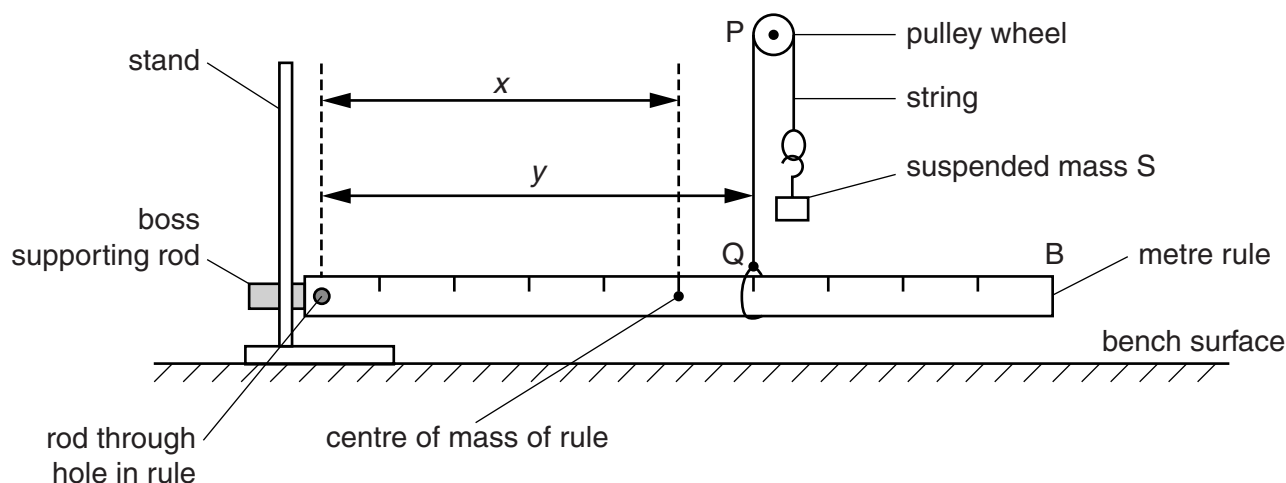 P
pulley wheel
stand
x
string
suspended mass S
y
boss
supporting rod
Q
B
metre rule
bench surface
rod through
hole in rule
centre of mass of rule